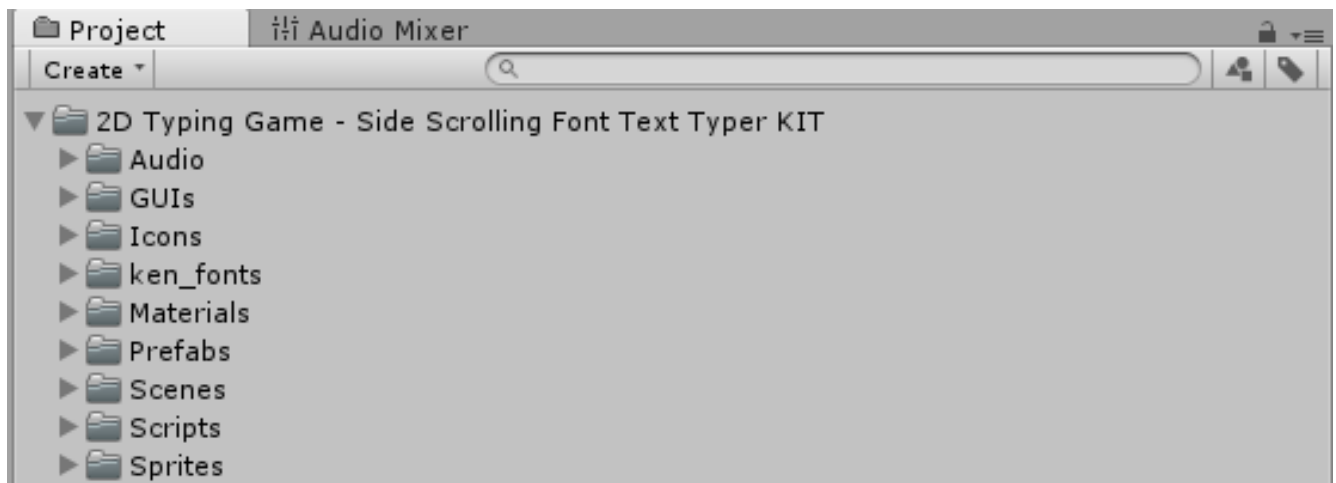 Project Audio Mixer
Create
2D Typing Game - Side Scrolling Font Text Typer KIT
Audio
GUIs
Icons
ken_fonts
Materials
Prefabs
Scenes
Scripts
Sprites